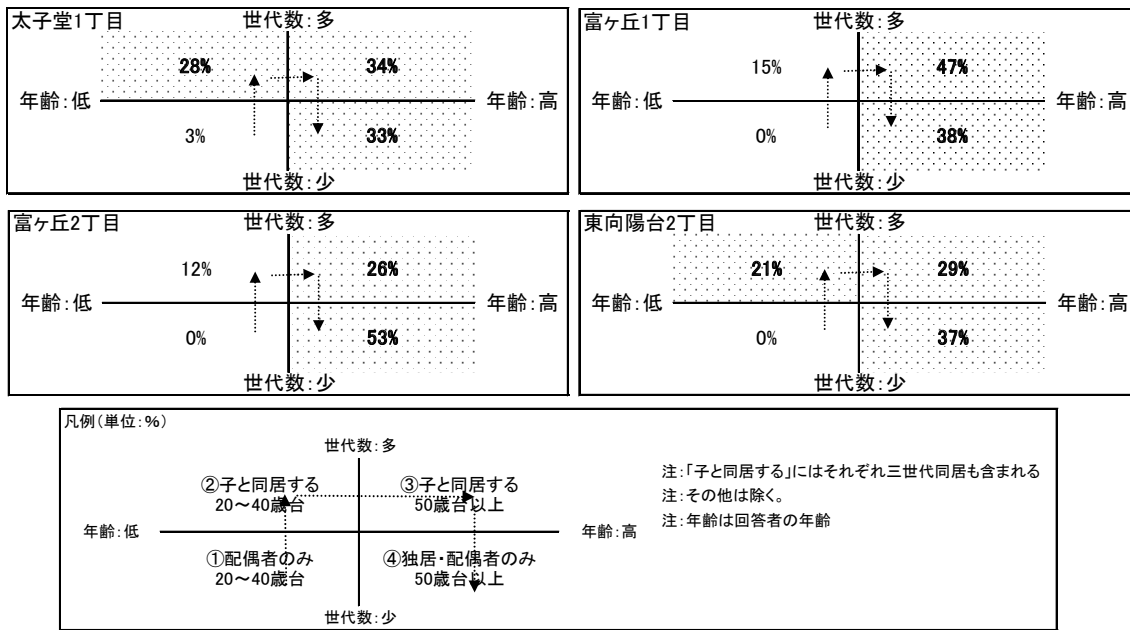 太子堂1丁目
世代数:多
28%
34%
年齢:低
年齢:高
3%
33%
世代数:少
富ヶ丘1丁目
世代数:多
15%
47%
年齢:低
年齢:高
0%
38%
世代数:少
富ヶ丘2丁目
世代数:多
12%
26%
年齢:低
年齢:高
0%
53%
世代数:少
東向陽台2丁目
世代数:多
21%
29%
年齢:低
年齢:高
0%
37%
世代数:少
凡例(単位:%)
世代数:多
②子と同居する
20～40歳台
③子と同居する
50歳台以上
年齢:低
年齢:高
①配偶者のみ
20～40歳台
④独居・配偶者のみ
50歳台以上
世代数:少
注:「子と同居する」にはそれぞれ三世代同居も含まれる
注:その他は除く。
注:年齢は回答者の年齢